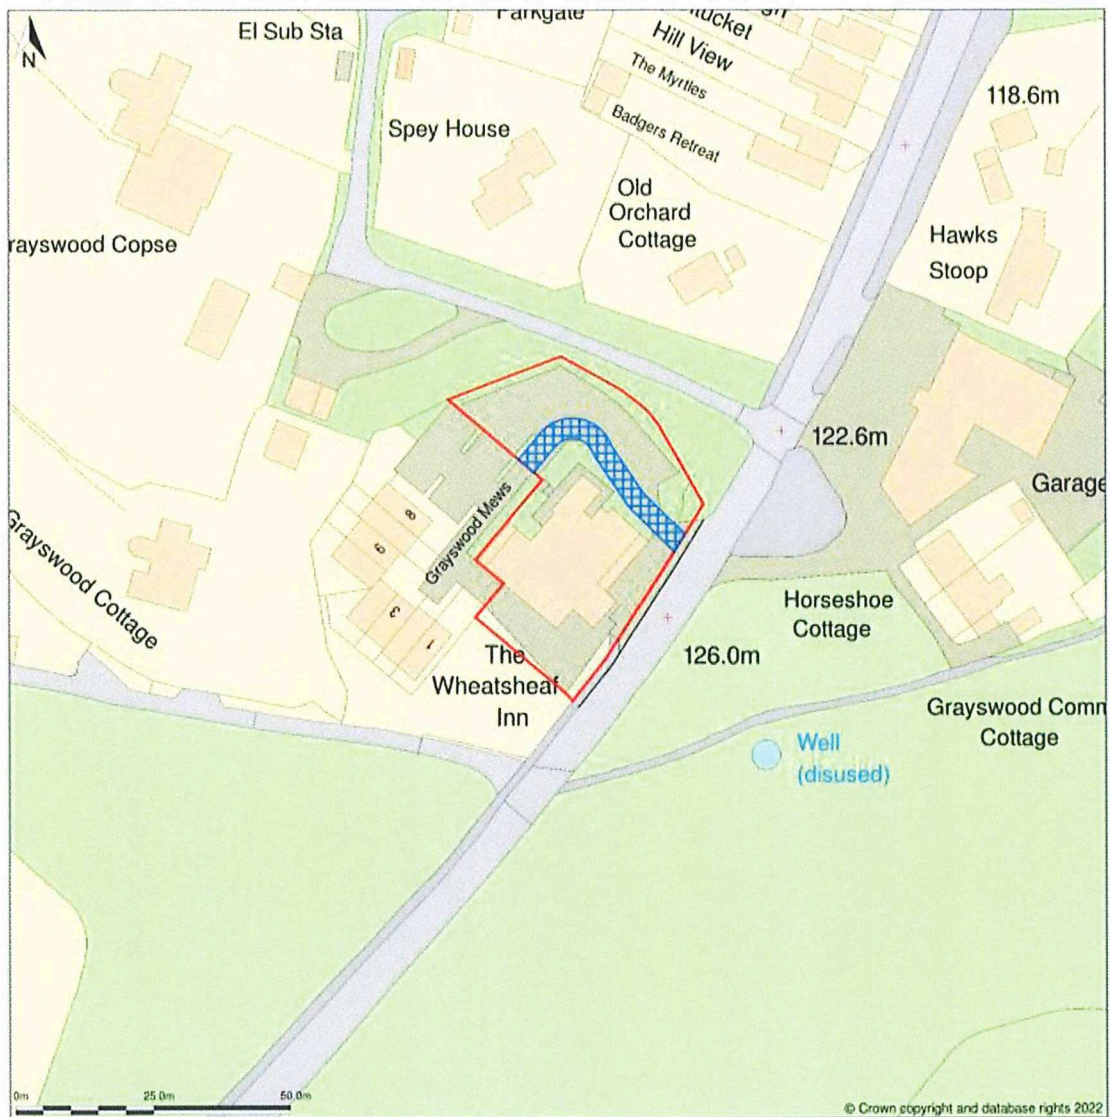 N
El Sub Sta
Parkgate
Hill View
The Myrtles
118.6m
Spey House
Badgers Retreat
Old
Orchard
Cottage
rayswood Copse
Hawks
Stoop
122.6m
Garage
Grayswood Mews
8
6
3
1
Grayswood Cottage
Horseshoe
Cottage
126.0m
The
Wheatsheaf
Inn
Grayswood Comm
Cottage
Well
(disused)
0m 25.0m 50.0m
© Crown copyright and database rights 2022